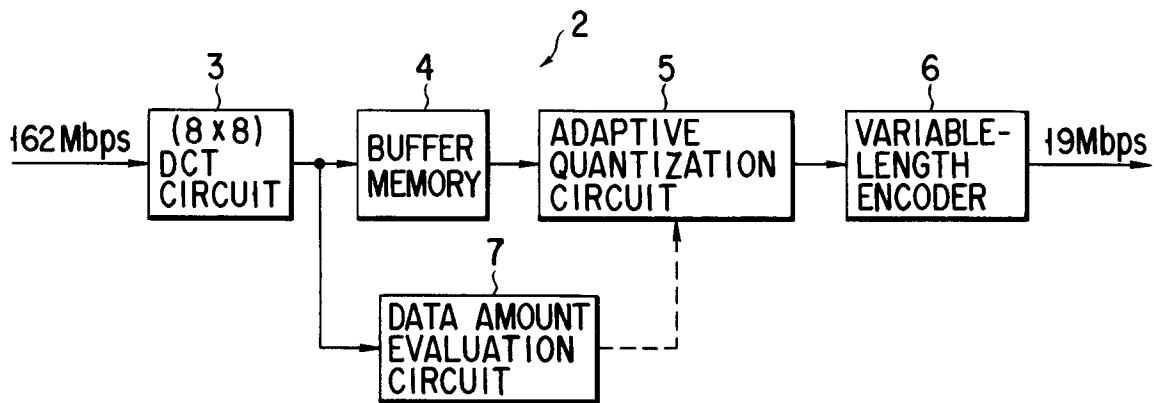 2
3
4
5
6
162Mbps
(8×8)
DCT
CIRCUIT
BUFFER
MEMORY
ADAPTIVE
QUANTIZATION
CIRCUIT
VARIABLE-
LENGTH
ENCODER
19Mbps
7
DATA AMOUNT
EVALUATION
CIRCUIT